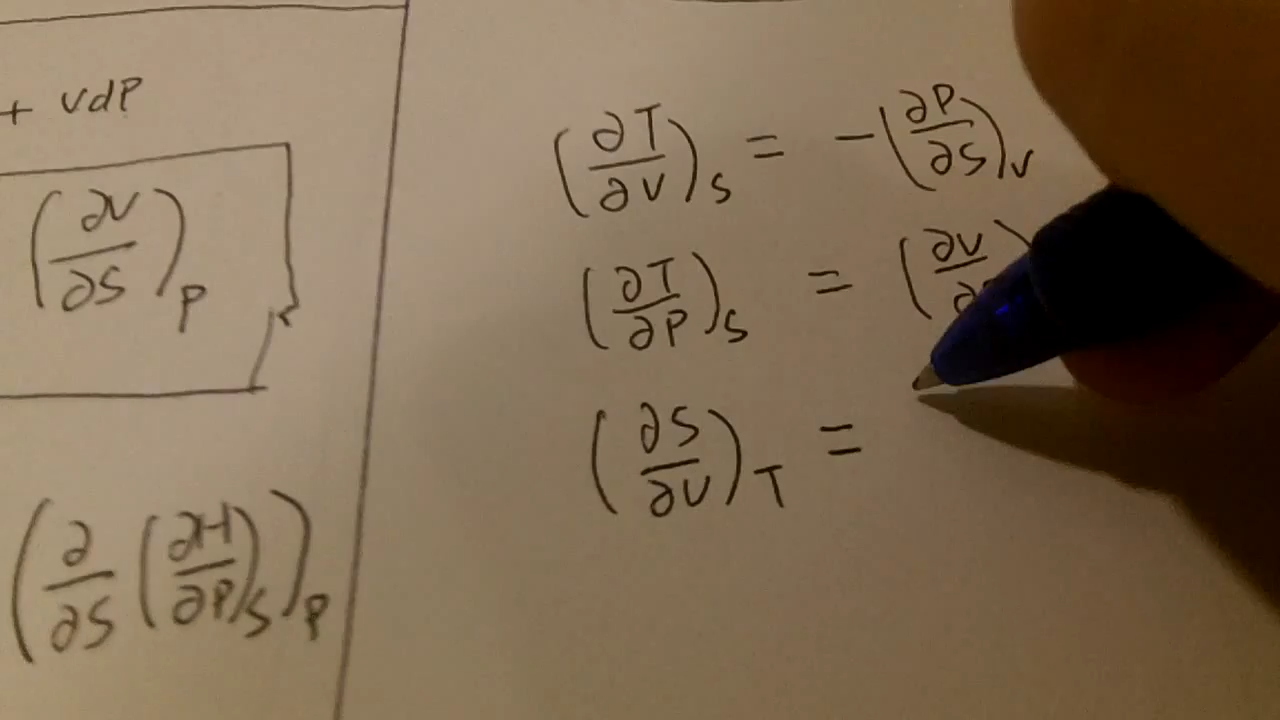 + VdP
(∂V/∂S)_P
(∂/∂S (∂H/∂P)_S)_P
(∂T/∂V)_S = -(∂P/∂S)_V
(∂T/∂P)_S = (∂V/∂
(∂S/∂V)_T =